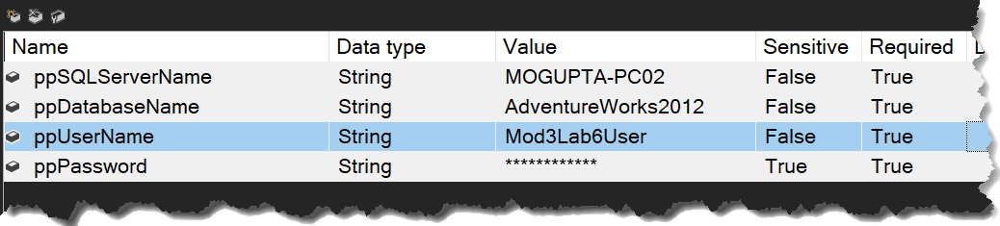 Name Data type Value Sensitive Required
ppSQLServerName String MOGUPTA-PC02 False True
ppDatabaseName String AdventureWorks2012 False True
ppUserName String Mod3Lab6User False True
ppPassword String ************ True True